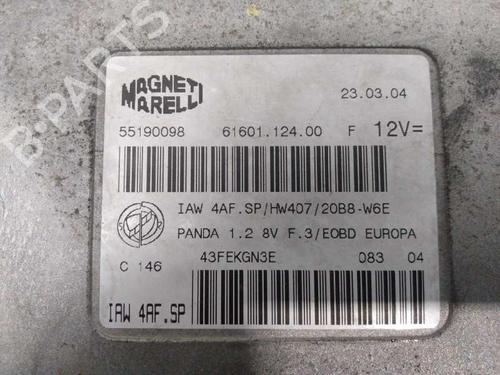 B-PARTS
MAGNETI
MARELLI
23.03.04
55190098 61601.124.00 F 12V=
IAW 4AF.SP/HW407/20B8-W6E
PANDA 1.2 8V F.3/EOBD EUROPA
C 146 43FEKGN3E 083 04
IAW 4AF.SP